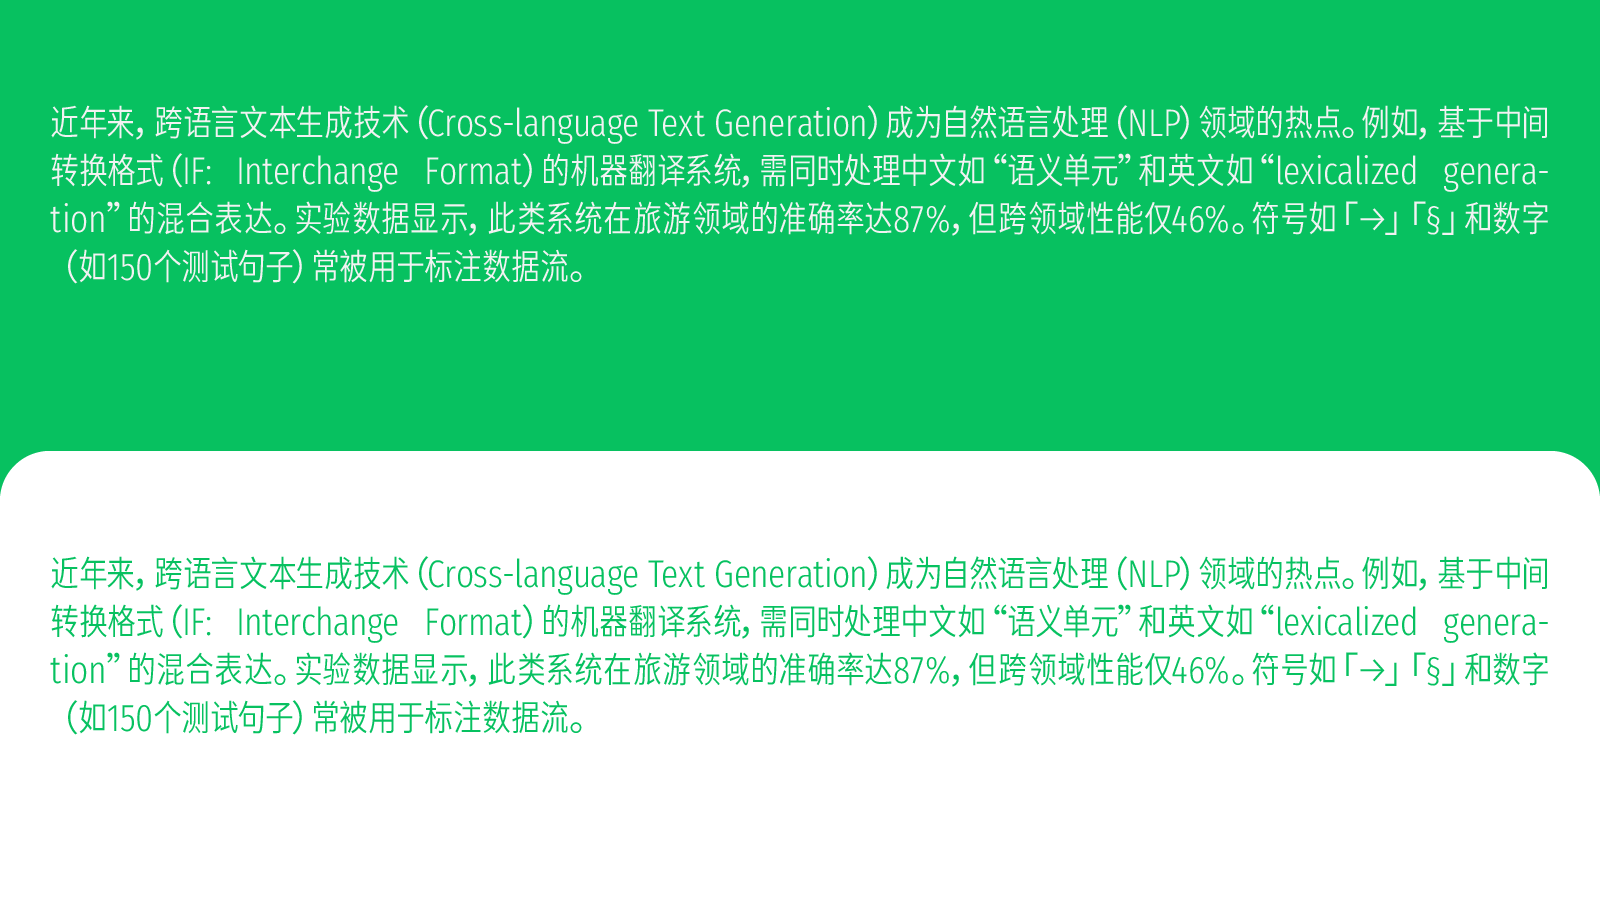 近年来，跨语言文本生成技术（Cross-language Text Generation）成为自然语言处理（NLP）领域的热点。例如，基于中间
转换格式（IF: Interchange Format）的机器翻译系统，需同时处理中文如“语义单元”和英文如“lexicalized genera-
tion”的混合表达。实验数据显示，此类系统在旅游领域的准确率达87%，但跨领域性能仅46%。符号如「→」「§」和数字
（如150个测试句子）常被用于标注数据流。
近年来，跨语言文本生成技术（Cross-language Text Generation）成为自然语言处理（NLP）领域的热点。例如，基于中间
转换格式（IF: Interchange Format）的机器翻译系统，需同时处理中文如“语义单元”和英文如“lexicalized genera-
tion”的混合表达。实验数据显示，此类系统在旅游领域的准确率达87%，但跨领域性能仅46%。符号如「→」「§」和数字
（如150个测试句子）常被用于标注数据流。